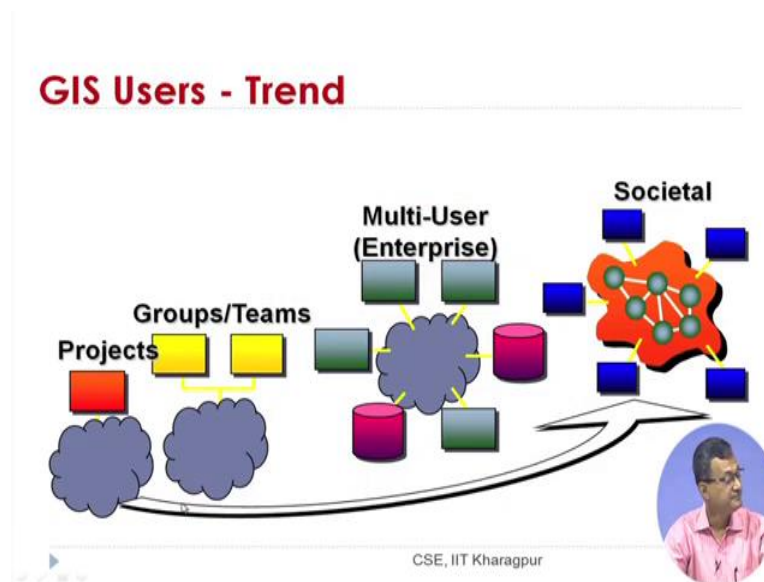 GIS Users - Trend
Societal
Multi-User
(Enterprise)
Groups/Teams
Projects
CSE, IIT Kharagpur